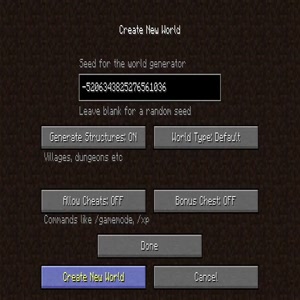 Create New World
Seed for the world generator
-5206343825276561036
Leave blank for a random seed
Generate Structures: ON
World Type: Default
Villages, dungeons etc
Allow Cheats: OFF
Bonus Chest: OFF
Commands like /gamemode, /xp
Done
Create New World
Cancel